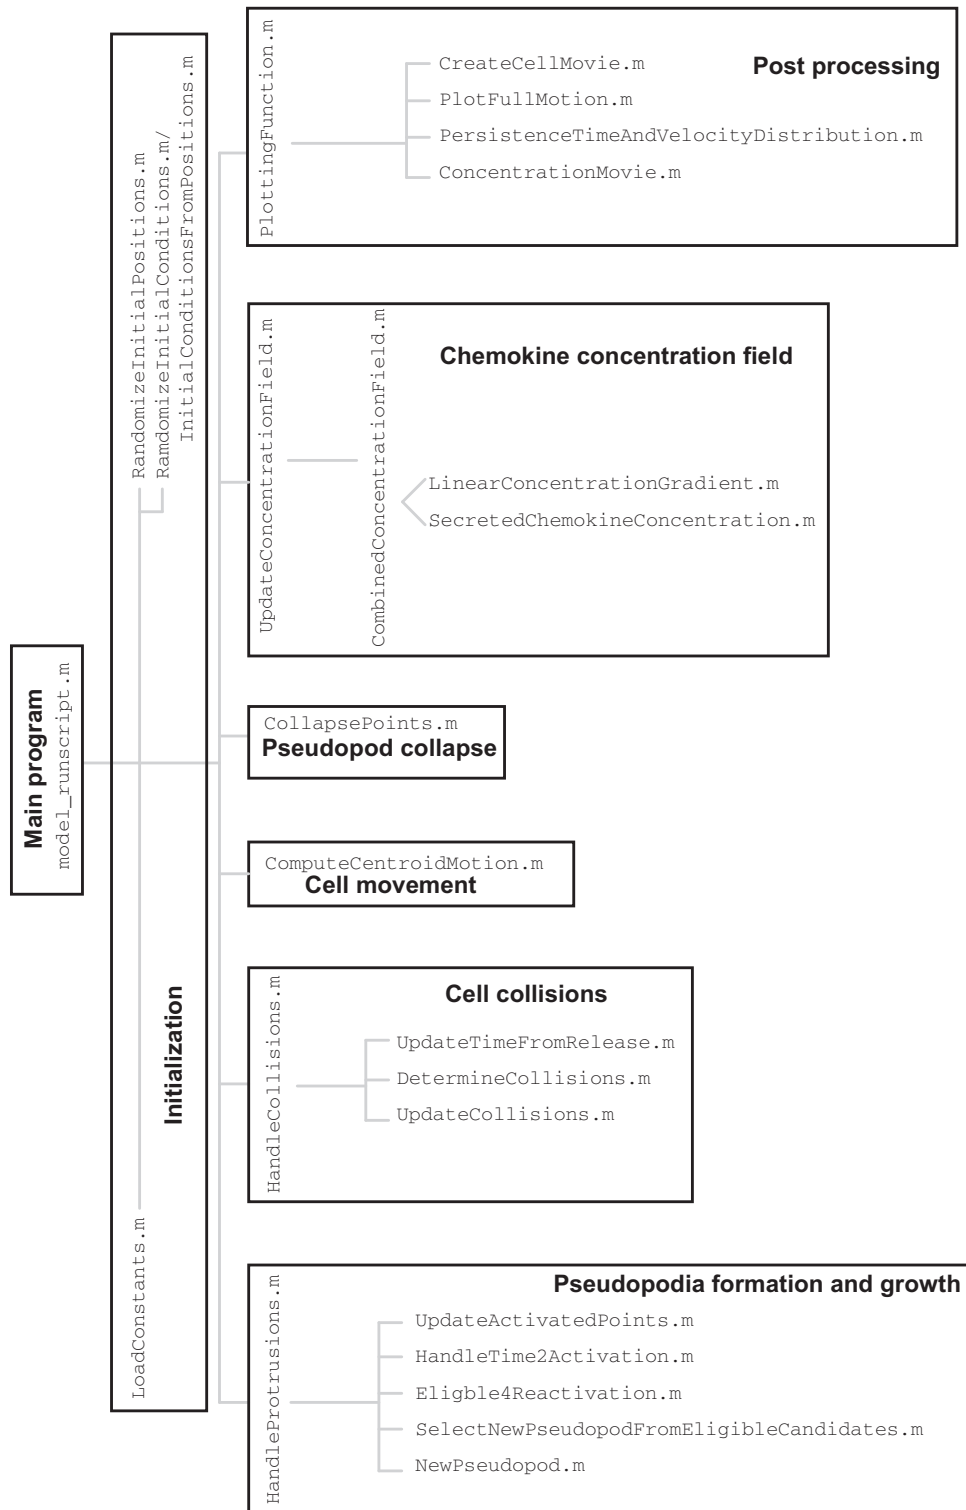 Main program
model_runscript.m
Initialization
LoadConstants.m
RandomizeInitialPositions.m
RamdomizeInitialConditions.m/
InitialConditionsFromPositions.m
PlottingFunction.m
Post processing
CreateCellMovie.m
PlotFullMotion.m
PersistenceTimeAndVelocityDistribution.m
ConcentrationMovie.m
UpdateConcentrationField.m
CombinedConcentrationField.m
Chemokine concentration field
LinearConcentrationGradient.m
SecretedChemokineConcentration.m
CollapsePoints.m
Pseudopod collapse
ComputeCentroidMotion.m
Cell movement
HandleCollisions.m
Cell collisions
UpdateTimeFromRelease.m
DetermineCollisions.m
UpdateCollisions.m
HandleProtrusions.m
Pseudopodia formation and growth
UpdateActivatedPoints.m
HandleTime2Activation.m
Eligble4Reactivation.m
SelectNewPseudopodFromEligibleCandidates.m
NewPseudopod.m